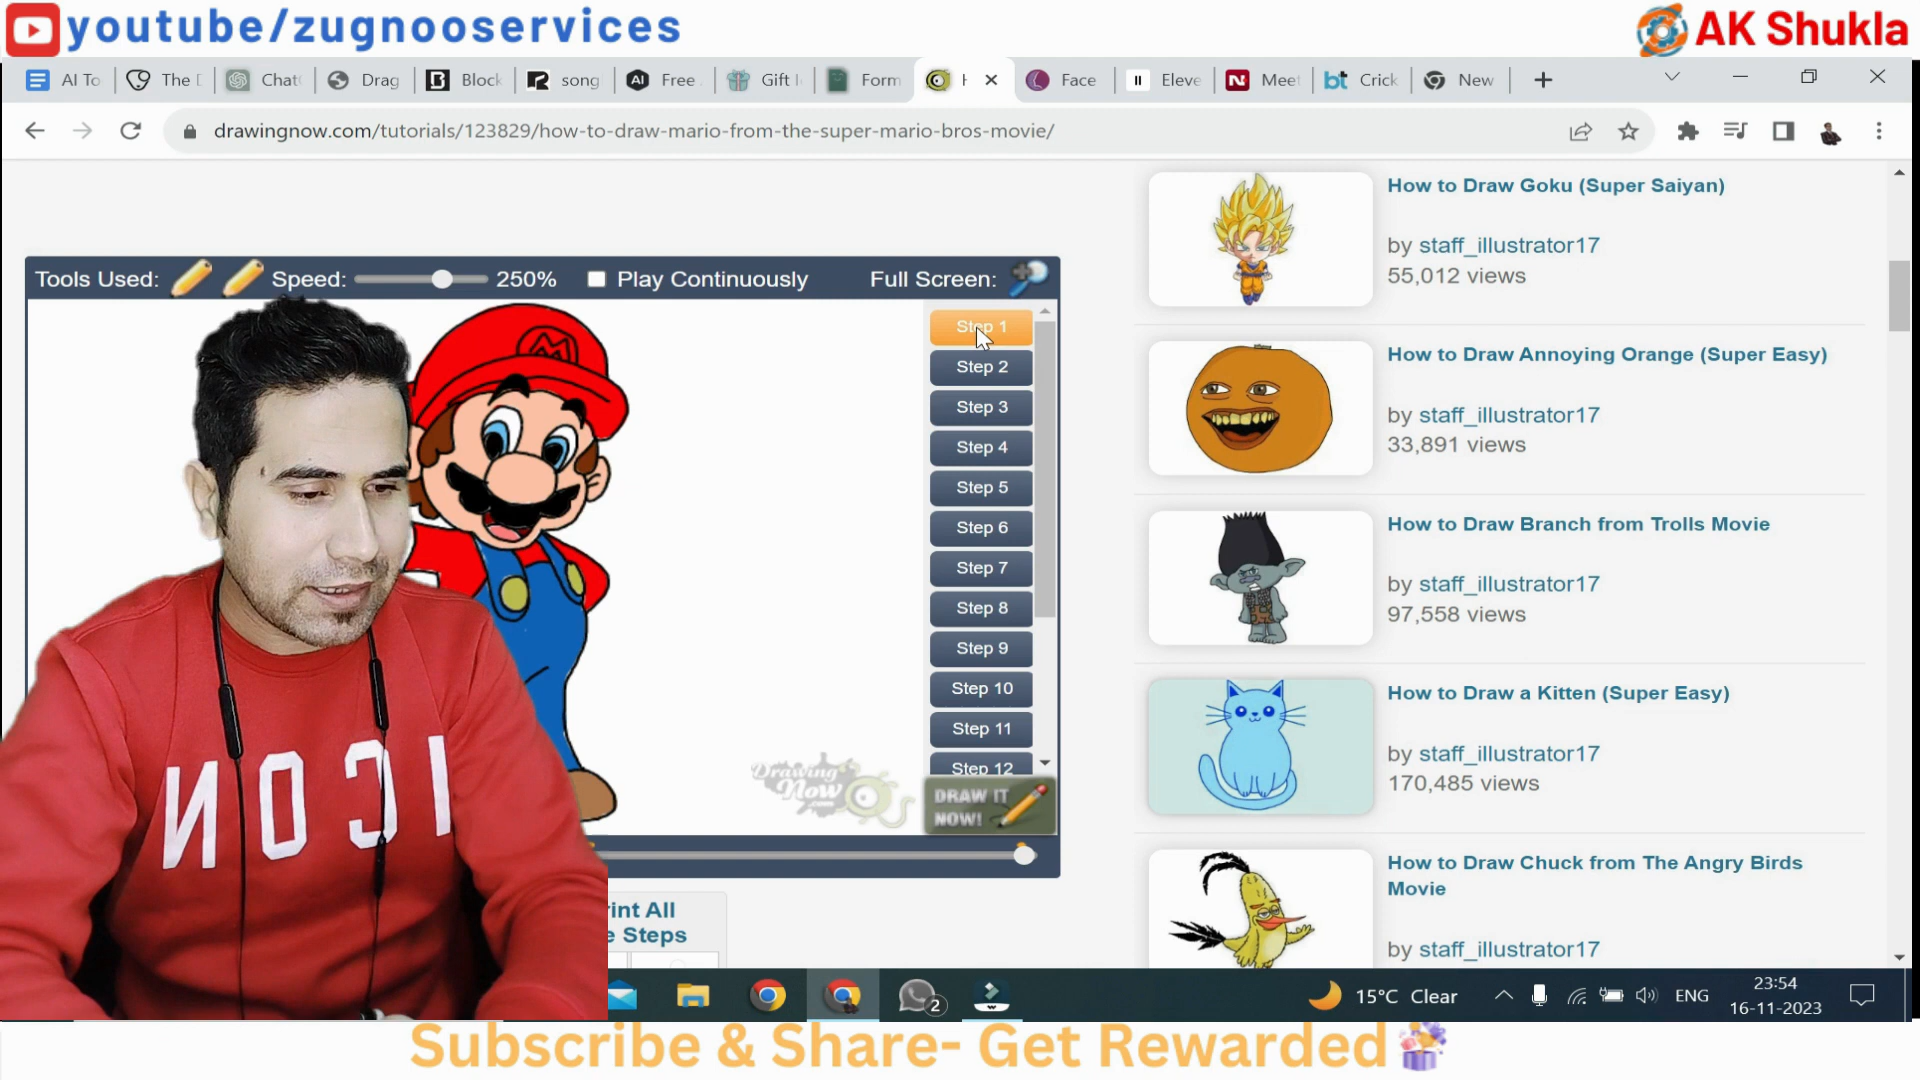 youtube/zugnooservices
AK Shukla
AI To
The D
Chat
Drag
Block
song
AI
Free
Gift I
Form
H
Face
Eleve
Meet
bt
Crick
New
drawingnow.com/tutorials/123829/how-to-draw-mario-from-the-super-mario-bros-movie/
Tools Used:
Speed:
250%
Play Continuously
Full Screen:
M
Step 1
Step 2
Step 3
Step 4
Step 5
Step 6
Step 7
Step 8
Step 9
Step 10
Step 11
Step 12
Drawing
Now
.com
DRAW IT
NOW!
int All
e Steps
How to Draw Goku (Super Saiyan)
by staff_illustrator17
55,012 views
How to Draw Annoying Orange (Super Easy)
by staff_illustrator17
33,891 views
How to Draw Branch from Trolls Movie
by staff_illustrator17
97,558 views
How to Draw a Kitten (Super Easy)
by staff_illustrator17
170,485 views
How to Draw Chuck from The Angry Birds
Movie
by staff_illustrator17
ICON
2
15°C Clear
ENG
23:54
16-11-2023
Subscribe & Share- Get Rewarded